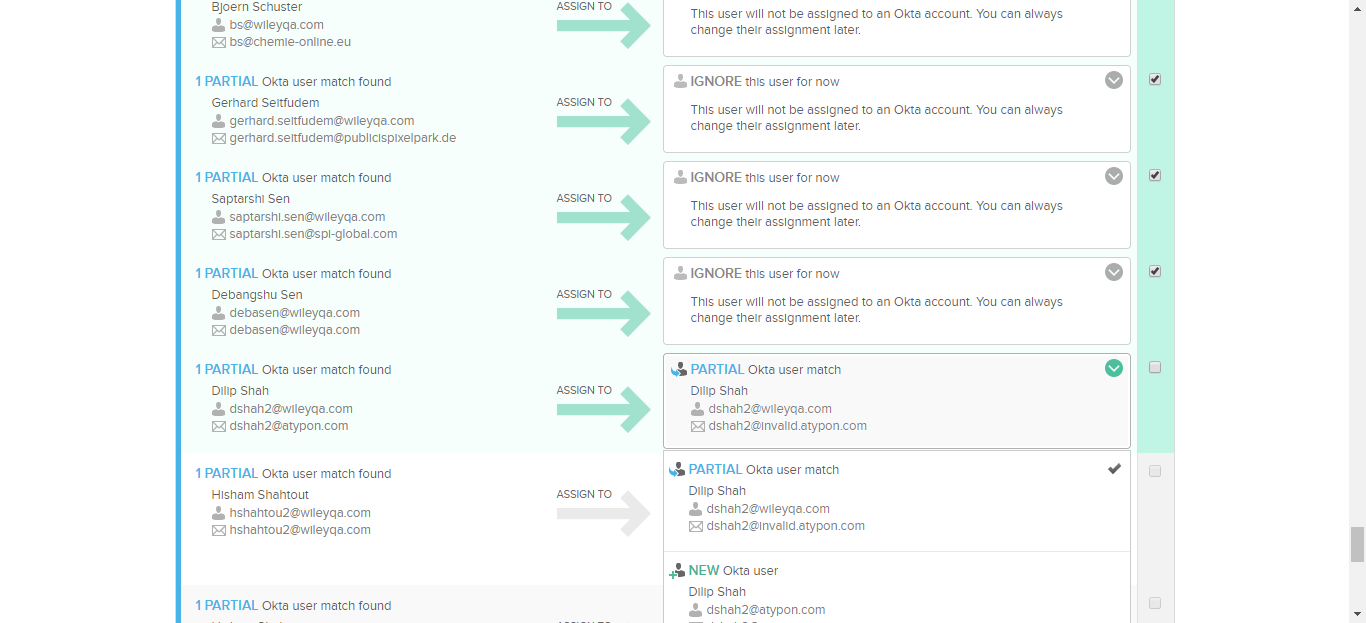 Bjoern Schuster
bs@wileyqa.com
bs@chemie-online.eu
ASSIGN TO
This user will not be assigned to an Okta account. You can always
change their assignment later.
1 PARTIAL Okta user match found
Gerhard Seitfudem
gerhard.seitfudem@wileyqa.com
gerhard.seitfudem@publicispixelpark.de
ASSIGN TO
IGNORE this user for now
This user will not be assigned to an Okta account. You can always
change their assignment later.
1 PARTIAL Okta user match found
Saptarshi Sen
saptarshi.sen@wileyqa.com
saptarshi.sen@spi-global.com
ASSIGN TO
IGNORE this user for now
This user will not be assigned to an Okta account. You can always
change their assignment later.
1 PARTIAL Okta user match found
Debangshu Sen
debasen@wileyqa.com
debasen@wileyqa.com
ASSIGN TO
IGNORE this user for now
This user will not be assigned to an Okta account. You can always
change their assignment later.
1 PARTIAL Okta user match found
Dilip Shah
dshah2@wileyqa.com
dshah2@atypon.com
ASSIGN TO
PARTIAL Okta user match
Dilip Shah
dshah2@wileyqa.com
dshah2@invalid.atypon.com
1 PARTIAL Okta user match found
Hisham Shahtout
hshahtou2@wileyqa.com
hshahtou2@wileyqa.com
ASSIGN TO
PARTIAL Okta user match
Dilip Shah
dshah2@wileyqa.com
dshah2@invalid.atypon.com
NEW Okta user
Dilip Shah
dshah2@atypon.com
1 PARTIAL Okta user match found